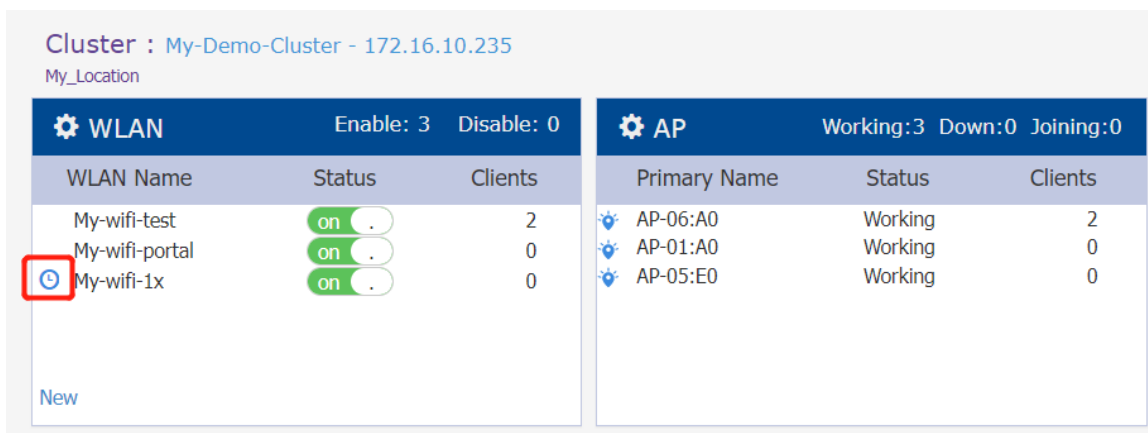 Cluster : My-Demo-Cluster - 172.16.10.235
My_Location
WLAN Enable: 3 Disable: 0
WLAN Name Status Clients
My-wifi-test on . 2
My-wifi-portal on . 0
My-wifi-1x on . 0
New
AP Working:3 Down:0 Joining:0
Primary Name Status Clients
AP-06:A0 Working 2
AP-01:A0 Working 0
AP-05:E0 Working 0